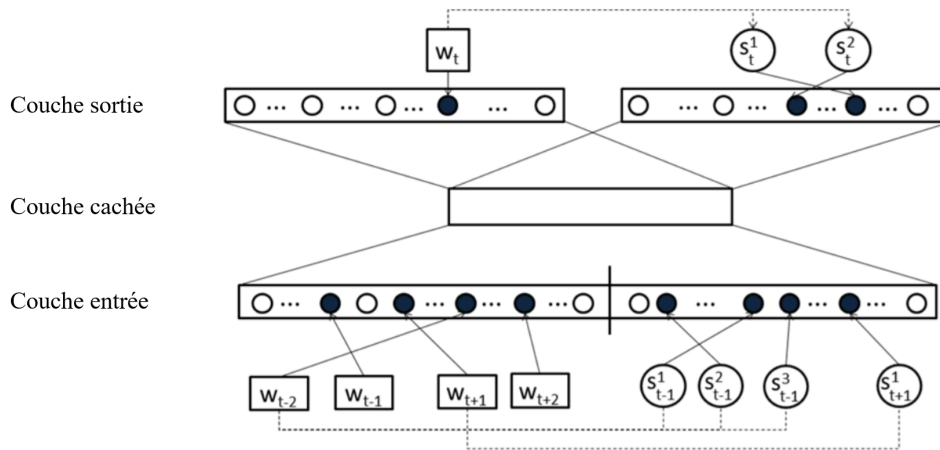 w_t s_t^1 s_t^2
Couche sortie
... ... ... ... ... ... ...
Couche cachée
Couche entrée
... ... ... ... ... ...
w_{t-2} w_{t-1} w_{t+1} w_{t+2} s_{t-1}^1 s_{t-1}^2 s_{t-1}^3 s_{t+1}^1